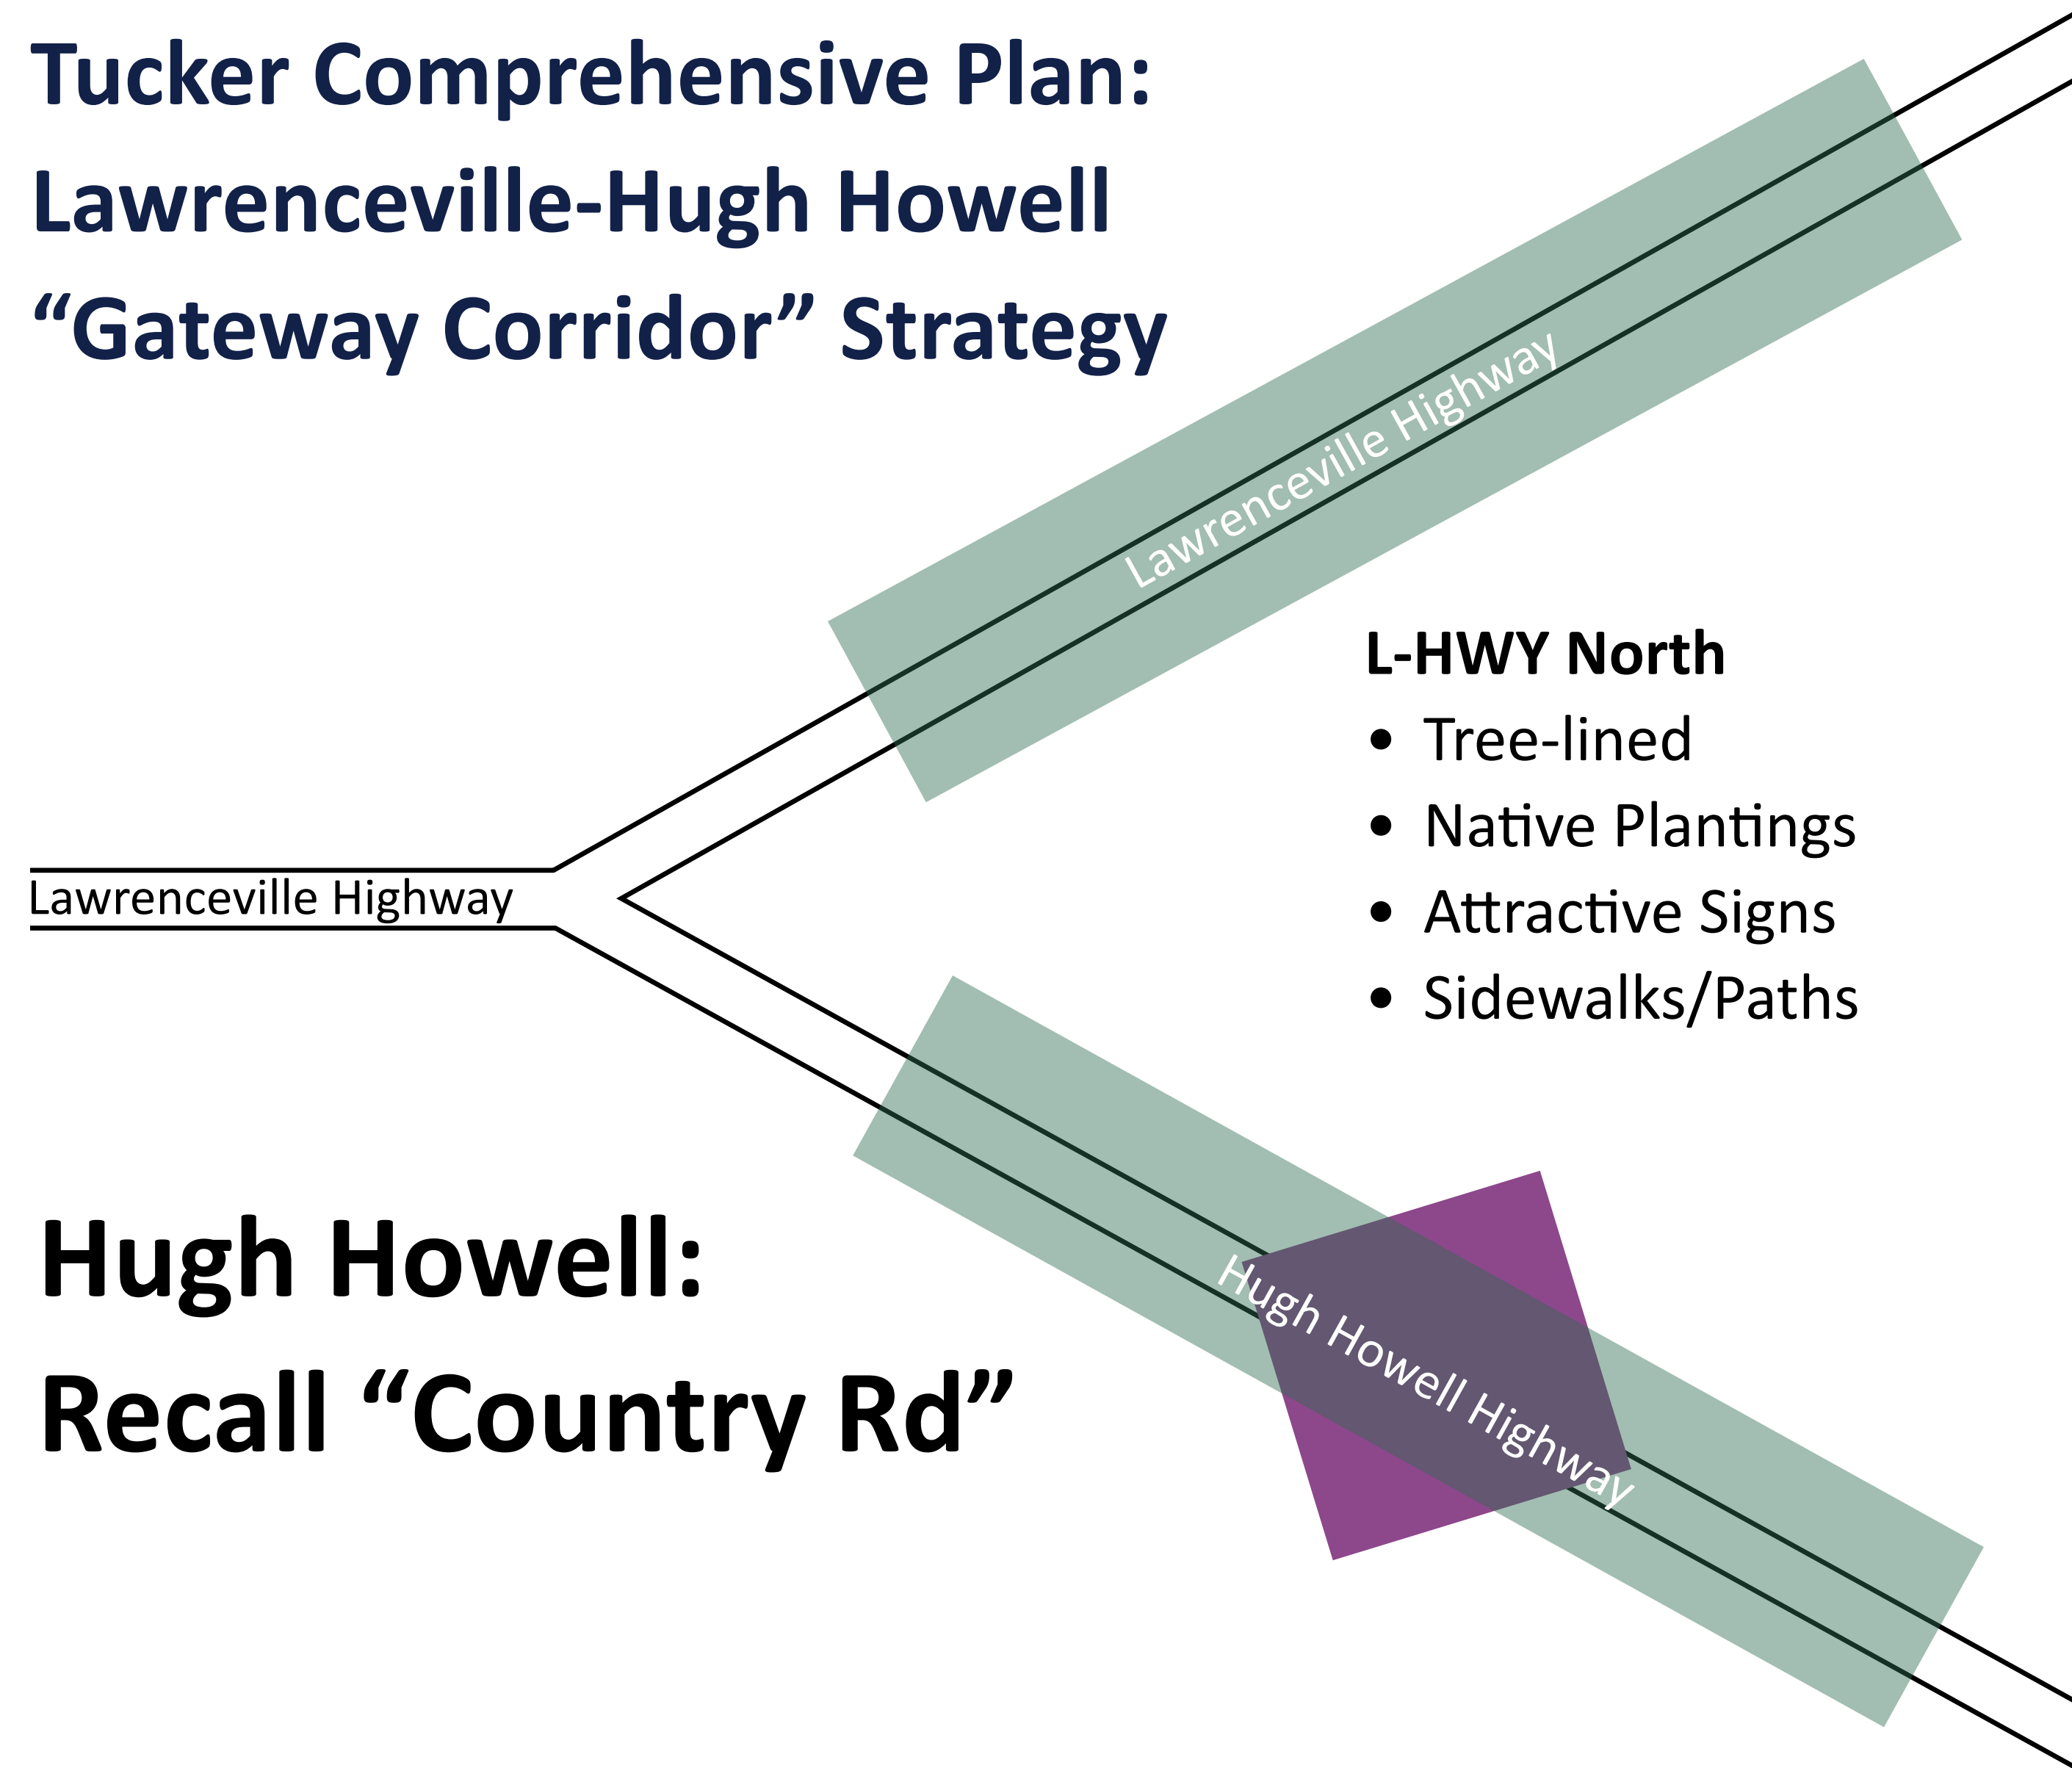 Tucker Comprehensive Plan:
Lawrenceville-Hugh Howell
“Gateway Corridor” Strategy
Lawrenceville Highway
L-HWY North
• Tree-lined
• Native Plantings
• Attractive Signs
• Sidewalks/Paths
Lawrenceville Highway
Hugh Howell:
Recall “Country Rd”
Hugh Howell Highway